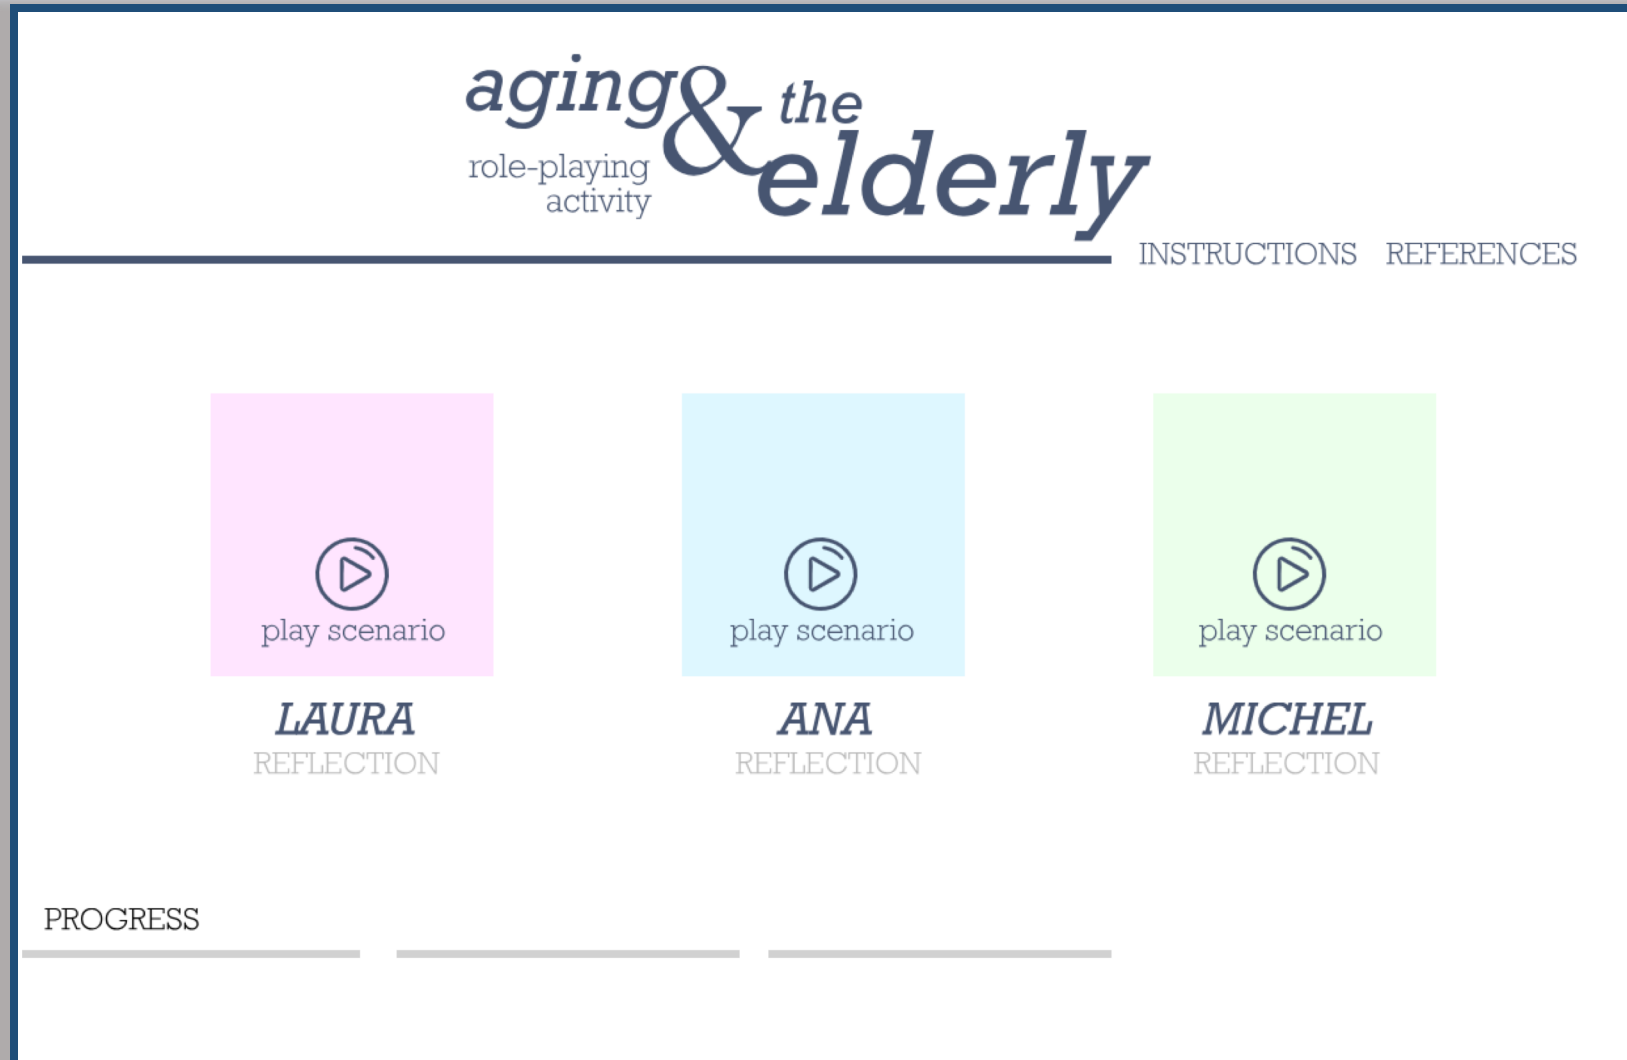 aging & the
elderly
role-playing
activity
INSTRUCTIONS REFERENCES
play scenario play scenario play scenario
LAURA ANA MICHEL
REFLECTION REFLECTION REFLECTION
PROGRESS